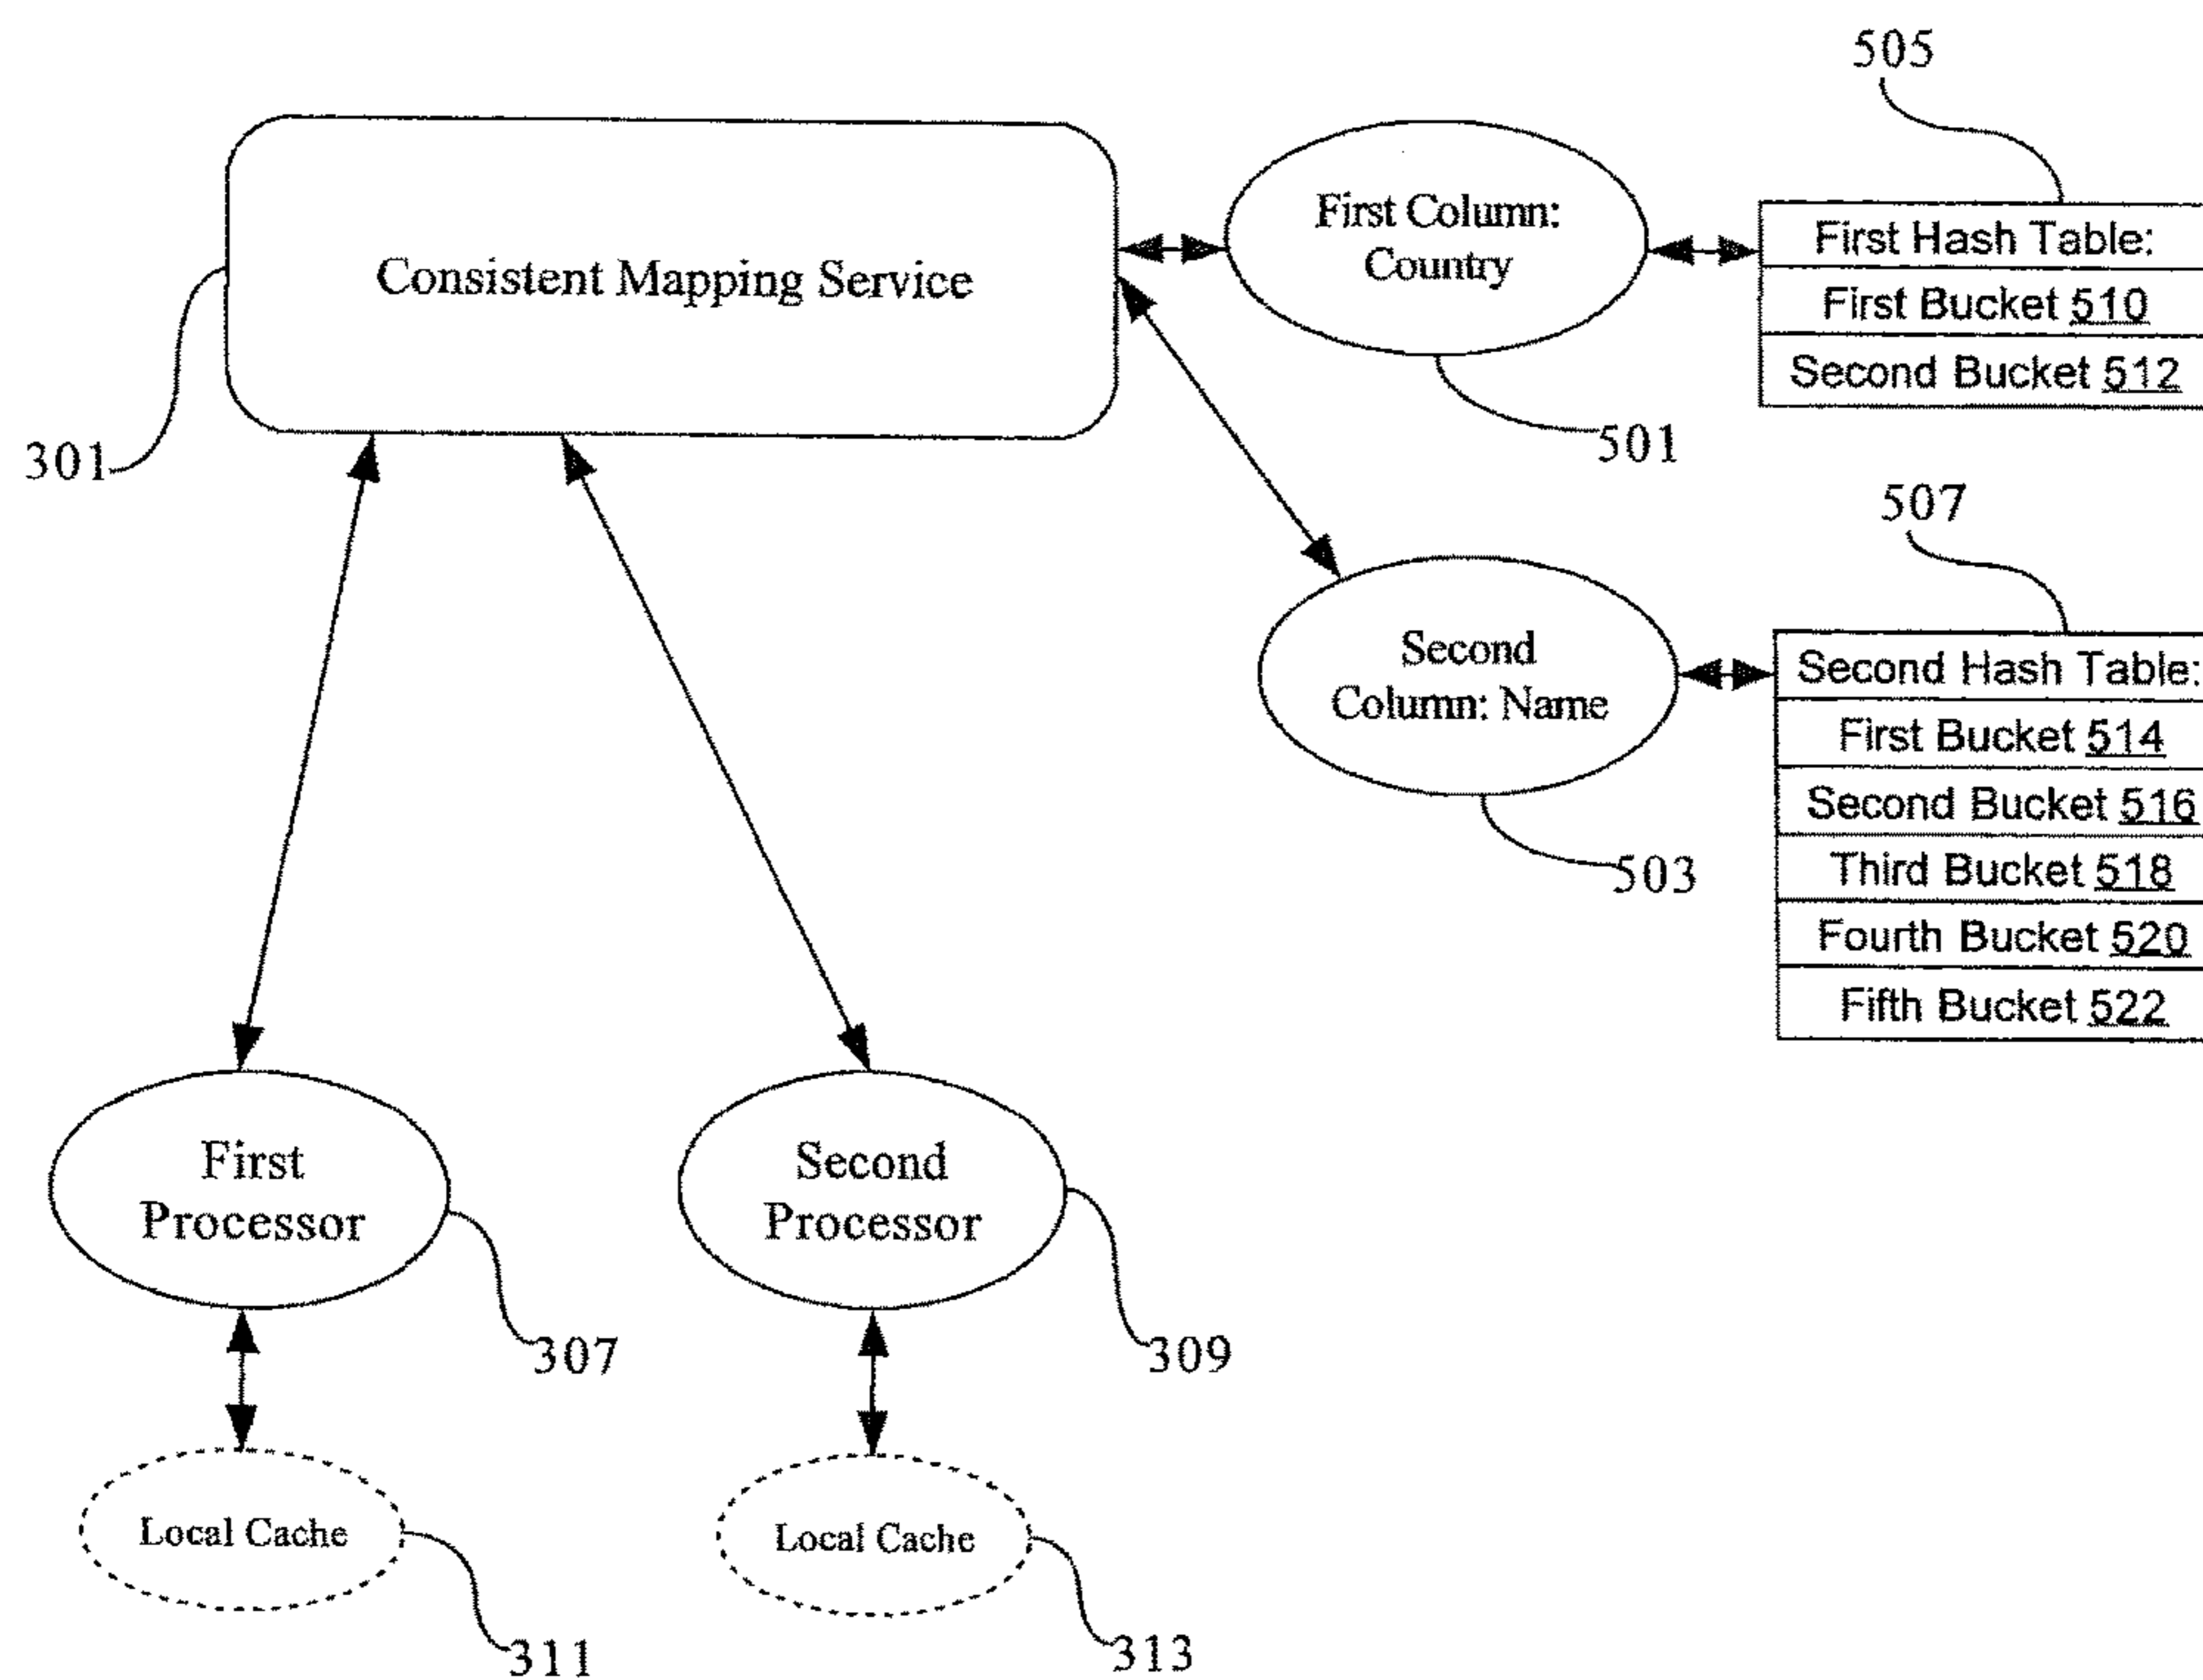 505
First Column:
Country
First Hash Table:
First Bucket 510
Second Bucket 512
Consistent Mapping Service
301
501
507
Second
Column: Name
Second Hash Table:
First Bucket 514
Second Bucket 516
Third Bucket 518
Fourth Bucket 520
Fifth Bucket 522
503
First
Processor
Second
Processor
307
309
Local Cache
Local Cache
311
313